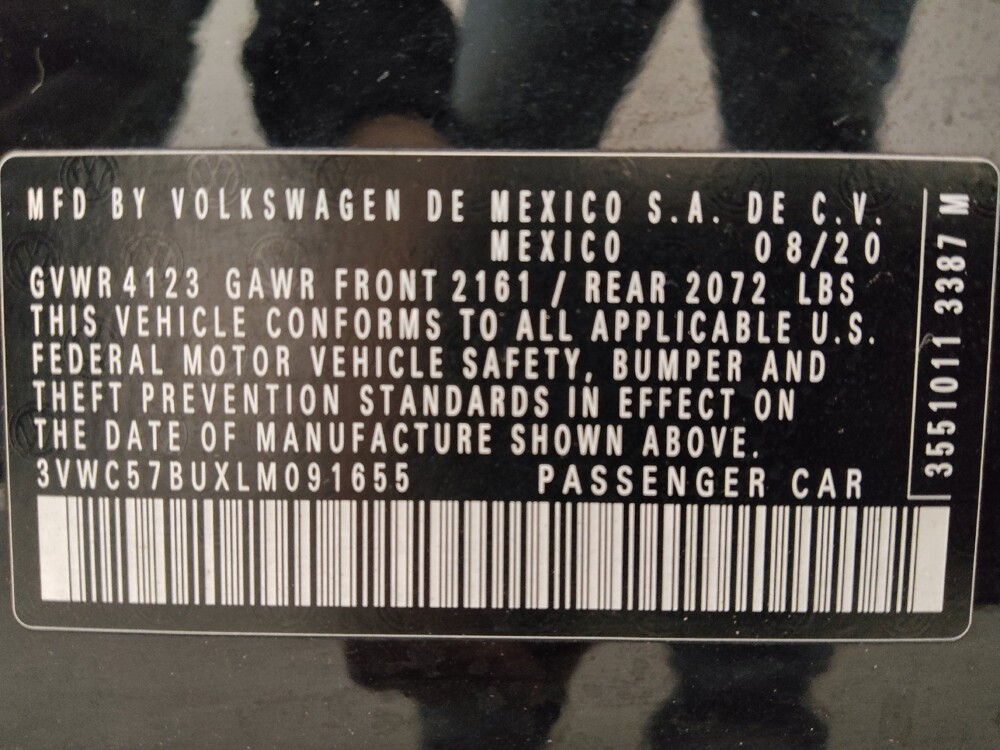 MFD BY VOLKSWAGEN DE MEXICO S.A. DE C.V.
MEXICO 08/20
GVWR 4123 GAWR FRONT 2161 / REAR 2072 LBS
THIS VEHICLE CONFORMS TO ALL APPLICABLE U.S.
FEDERAL MOTOR VEHICLE SAFETY, BUMPER AND
THEFT PREVENTION STANDARDS IN EFFECT ON
THE DATE OF MANUFACTURE SHOWN ABOVE.
3VWC57BUXLM091655 PASSENGER CAR
3551011 3387 M